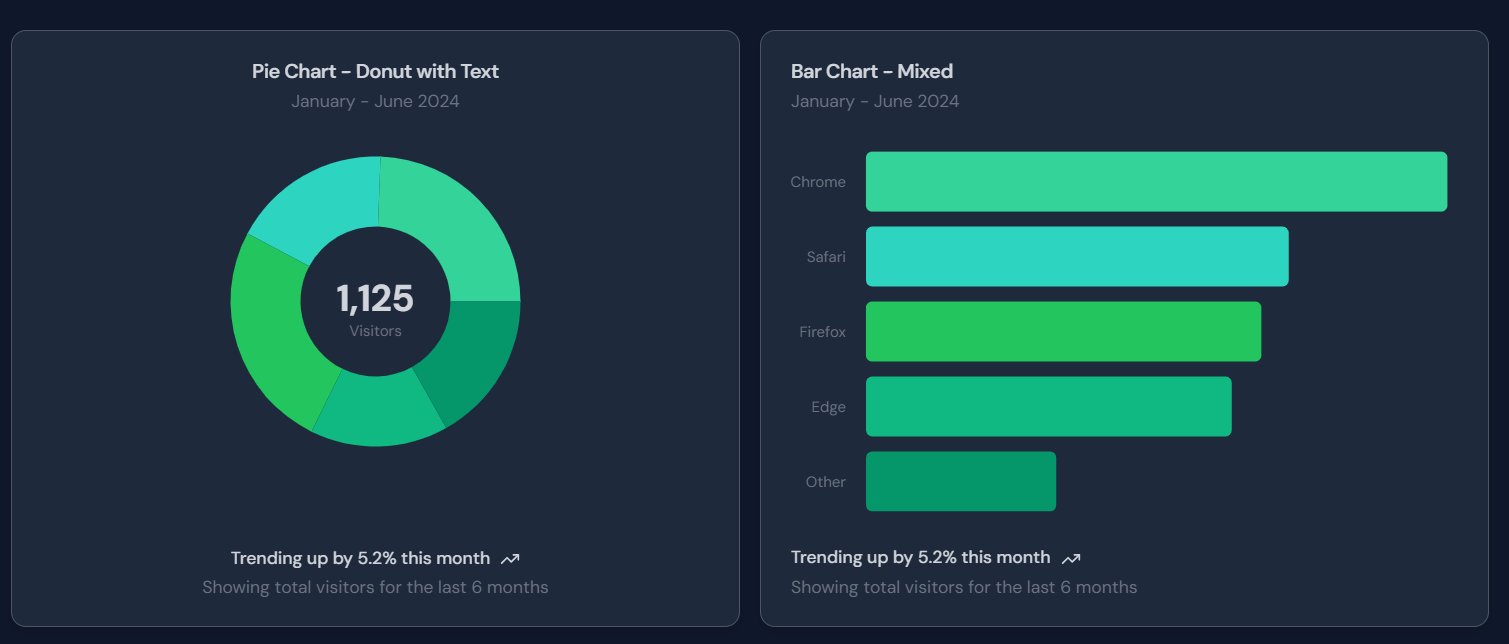 Pie Chart - Donut with Text
January - June 2024
1,125
Visitors
Trending up by 5.2% this month
Showing total visitors for the last 6 months
Bar Chart - Mixed
January - June 2024
Chrome
Safari
Firefox
Edge
Other
Trending up by 5.2% this month
Showing total visitors for the last 6 months